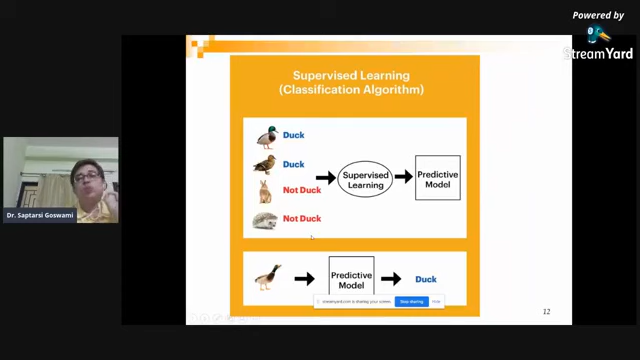 Powered by
StreamYard
Supervised Learning
(Classification Algorithm)
Duck
Duck
Not Duck
Not Duck
Supervised
Learning
Predictive
Model
Predictive
Model
Duck
streamyard.com is sharing your screen.
Stop sharing
Hide
12
Dr. Saptarsi Goswami